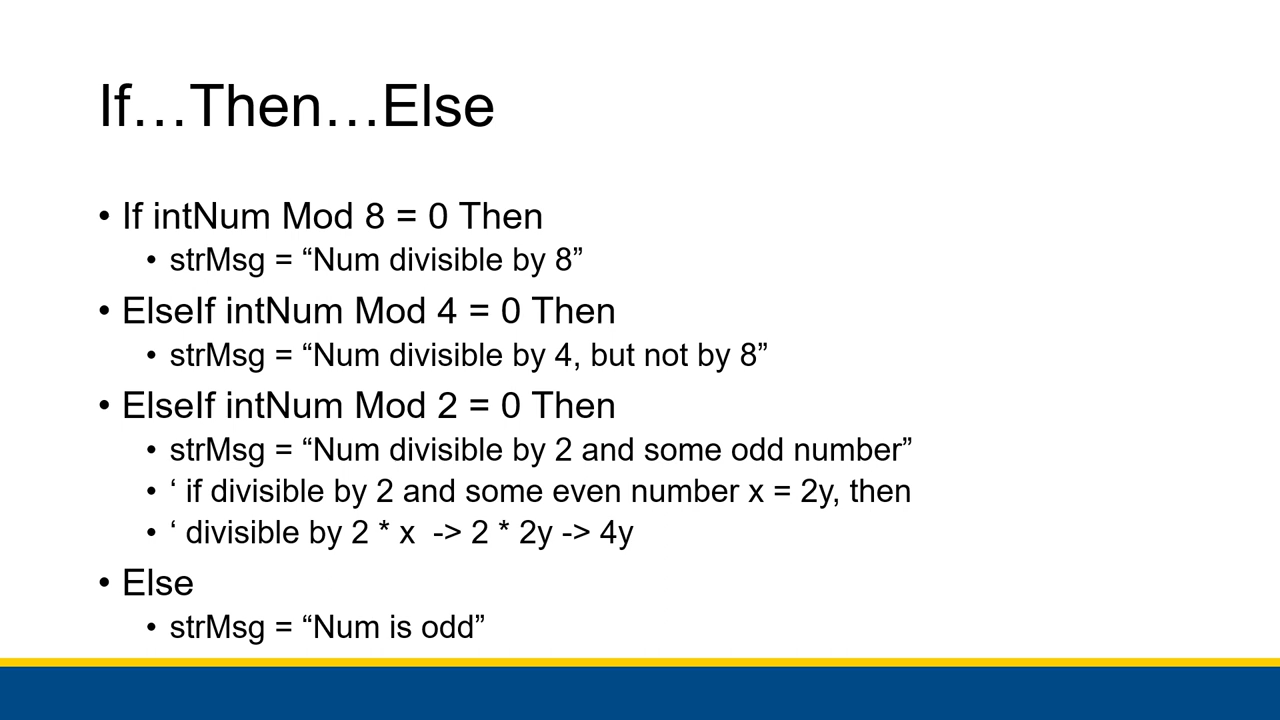 If…Then…Else
• If intNum Mod 8 = 0 Then
• strMsg = “Num divisible by 8”
• ElseIf intNum Mod 4 = 0 Then
• strMsg = “Num divisible by 4, but not by 8”
• ElseIf intNum Mod 2 = 0 Then
• strMsg = “Num divisible by 2 and some odd number”
• ‘ if divisible by 2 and some even number x = 2y, then
• ‘ divisible by 2 * x  -> 2 * 2y -> 4y
• Else
• strMsg = “Num is odd”